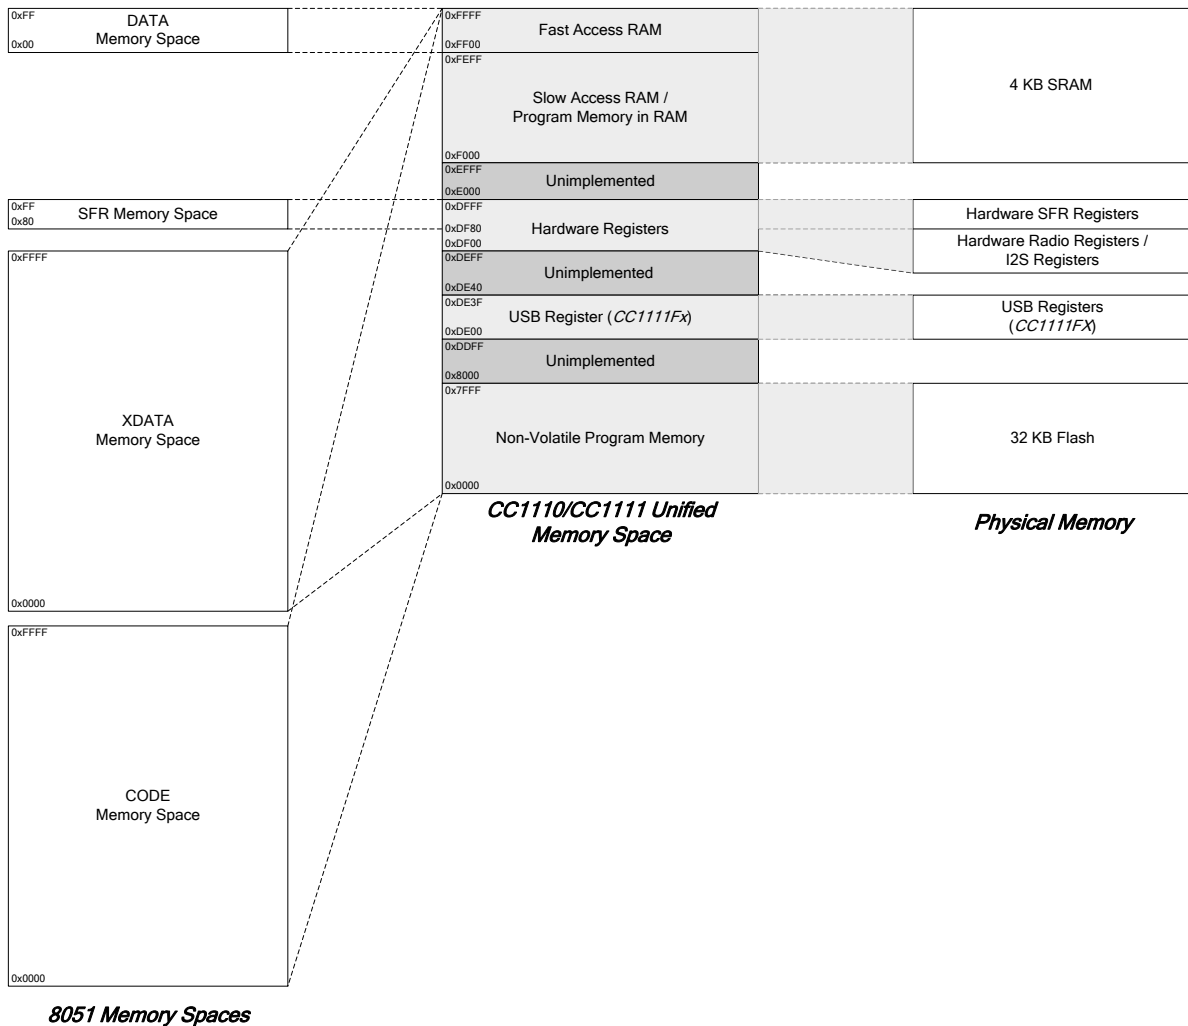 0xFF
DATA
Memory Space
0x00
0xFF
SFR Memory Space
0x80
0xFFFF
XDATA
Memory Space
0x0000
0xFFFF
CODE
Memory Space
0x0000
8051 Memory Spaces
0xFFFF
Fast Access RAM
0xFF00
0xFEFF
Slow Access RAM /
Program Memory in RAM
0xF000
0xEFFF
Unimplemented
0xE000
0xDFFF
Hardware Registers
0xDF80
0xDF00
0xDEFF
Unimplemented
0xDE40
0xDE3F
USB Register (CC1111Fx)
0xDE00
0xDDFF
Unimplemented
0x8000
0x7FFF
Non-Volatile Program Memory
0x0000
CC1110/CC1111 Unified
Memory Space
4 KB SRAM
Hardware SFR Registers
Hardware Radio Registers /
I2S Registers
USB Registers
(CC1111FX)
32 KB Flash
Physical Memory